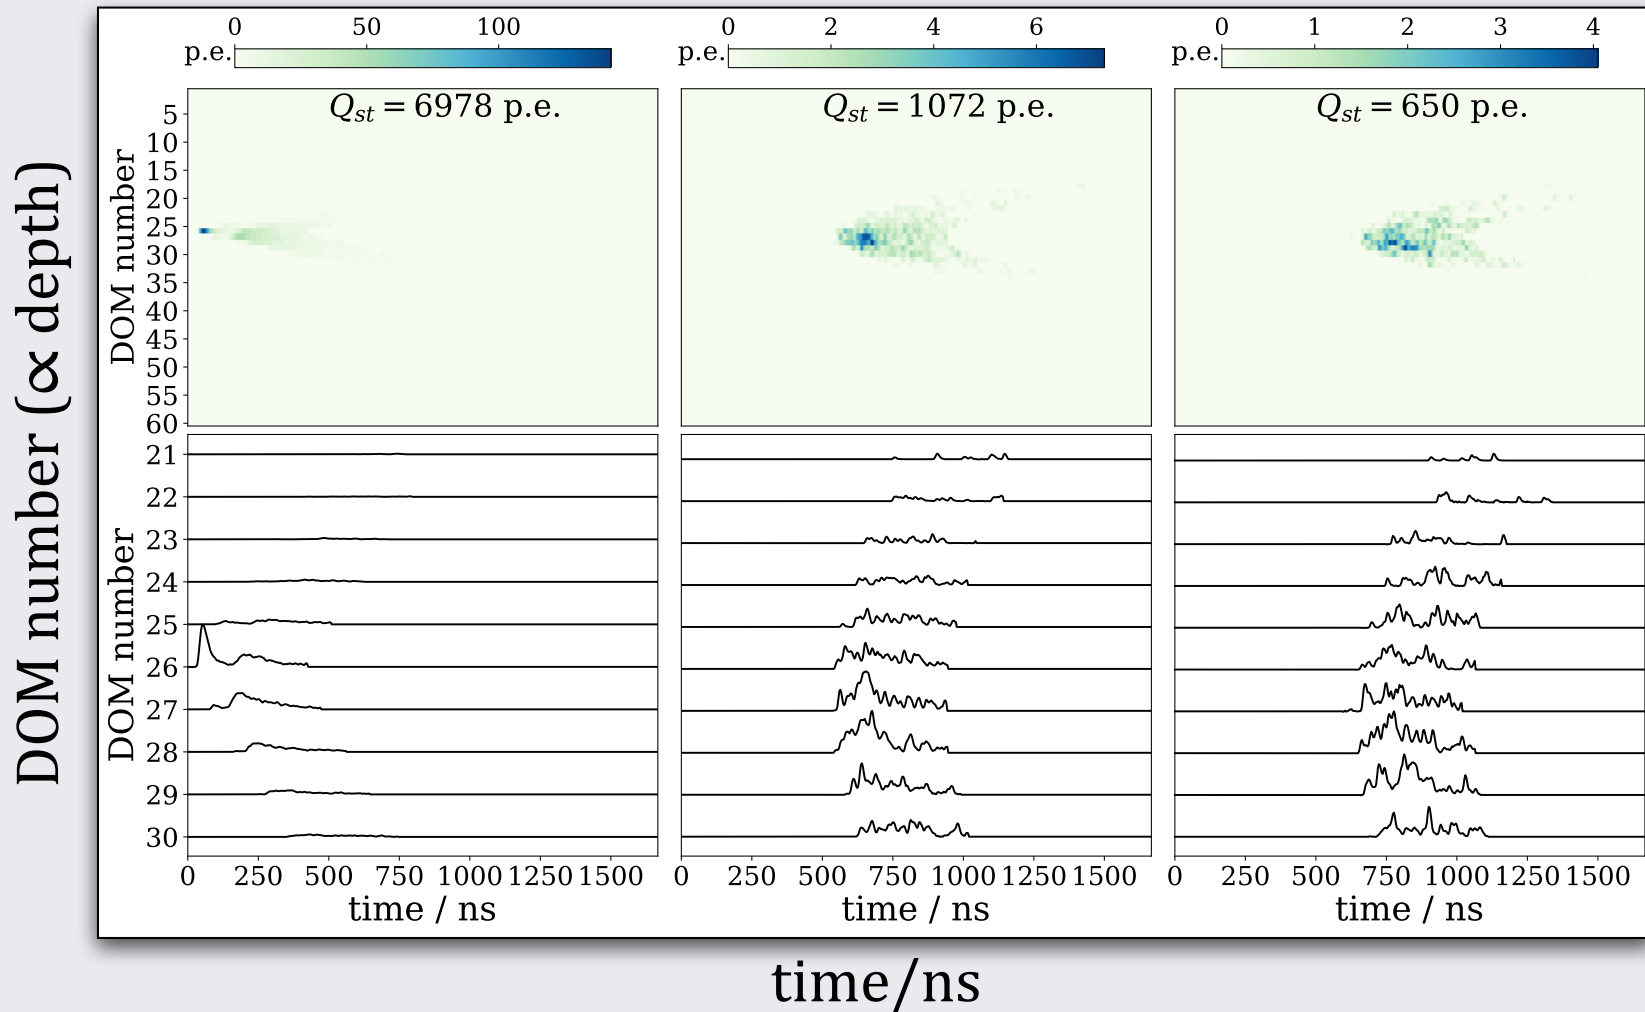 0 50 100
p.e.
0 2 4 6
p.e.
0 1 2 3 4
p.e.
DOM number (∝ depth)
DOM number
5
10
15
20
25
30
35
40
45
50
55
60
Qst = 6978 p.e.
Qst = 1072 p.e.
Qst = 650 p.e.
DOM number
21
22
23
24
25
26
27
28
29
30
0 250 500 750 1000 1250 1500
time / ns
0 250 500 750 1000 1250 1500
time / ns
0 250 500 750 1000 1250 1500
time / ns
time/ns